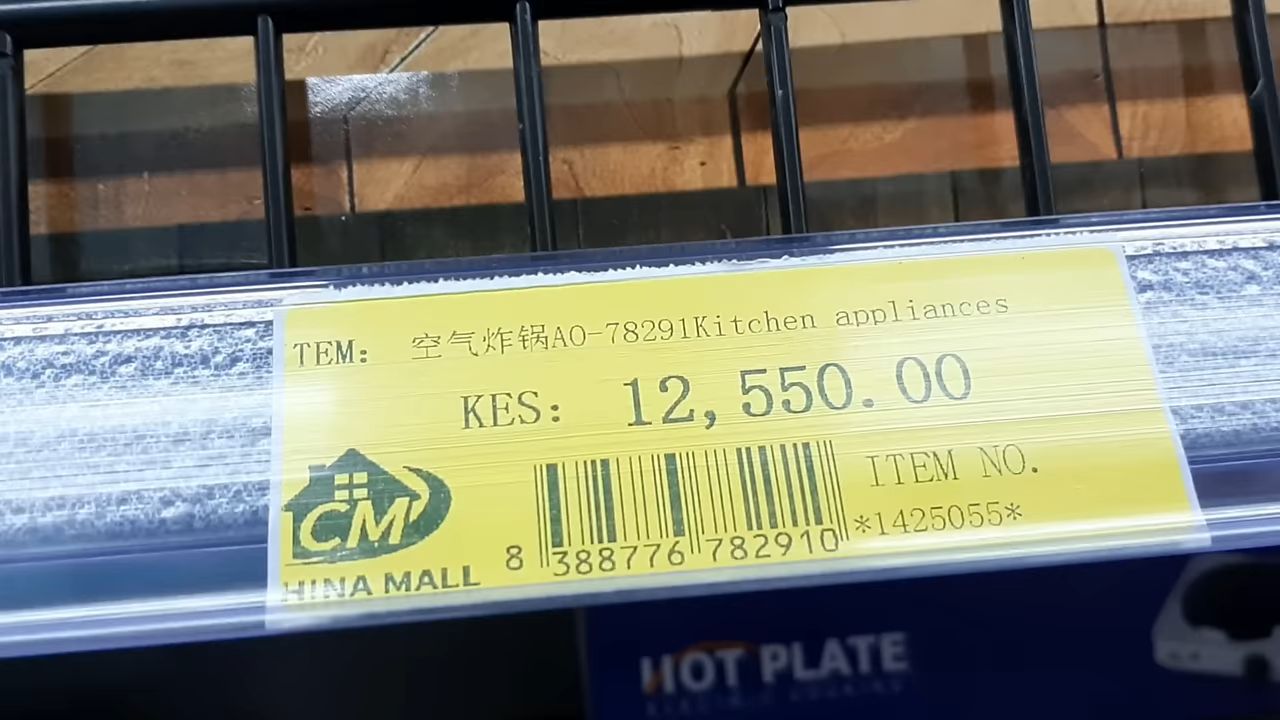 TEM: 空气炸锅AO-78291Kitchen appliances
KES: 12,550.00
CM
HINA MALL
8 388776 782910
ITEM NO.
*1425055*
HOT PLATE